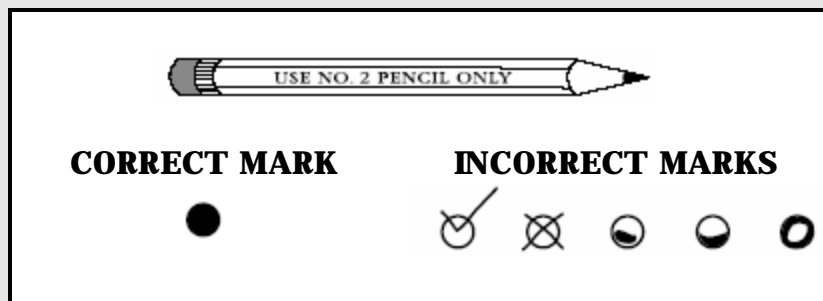 USE NO. 2 PENCIL ONLY
CORRECT MARK
INCORRECT MARKS